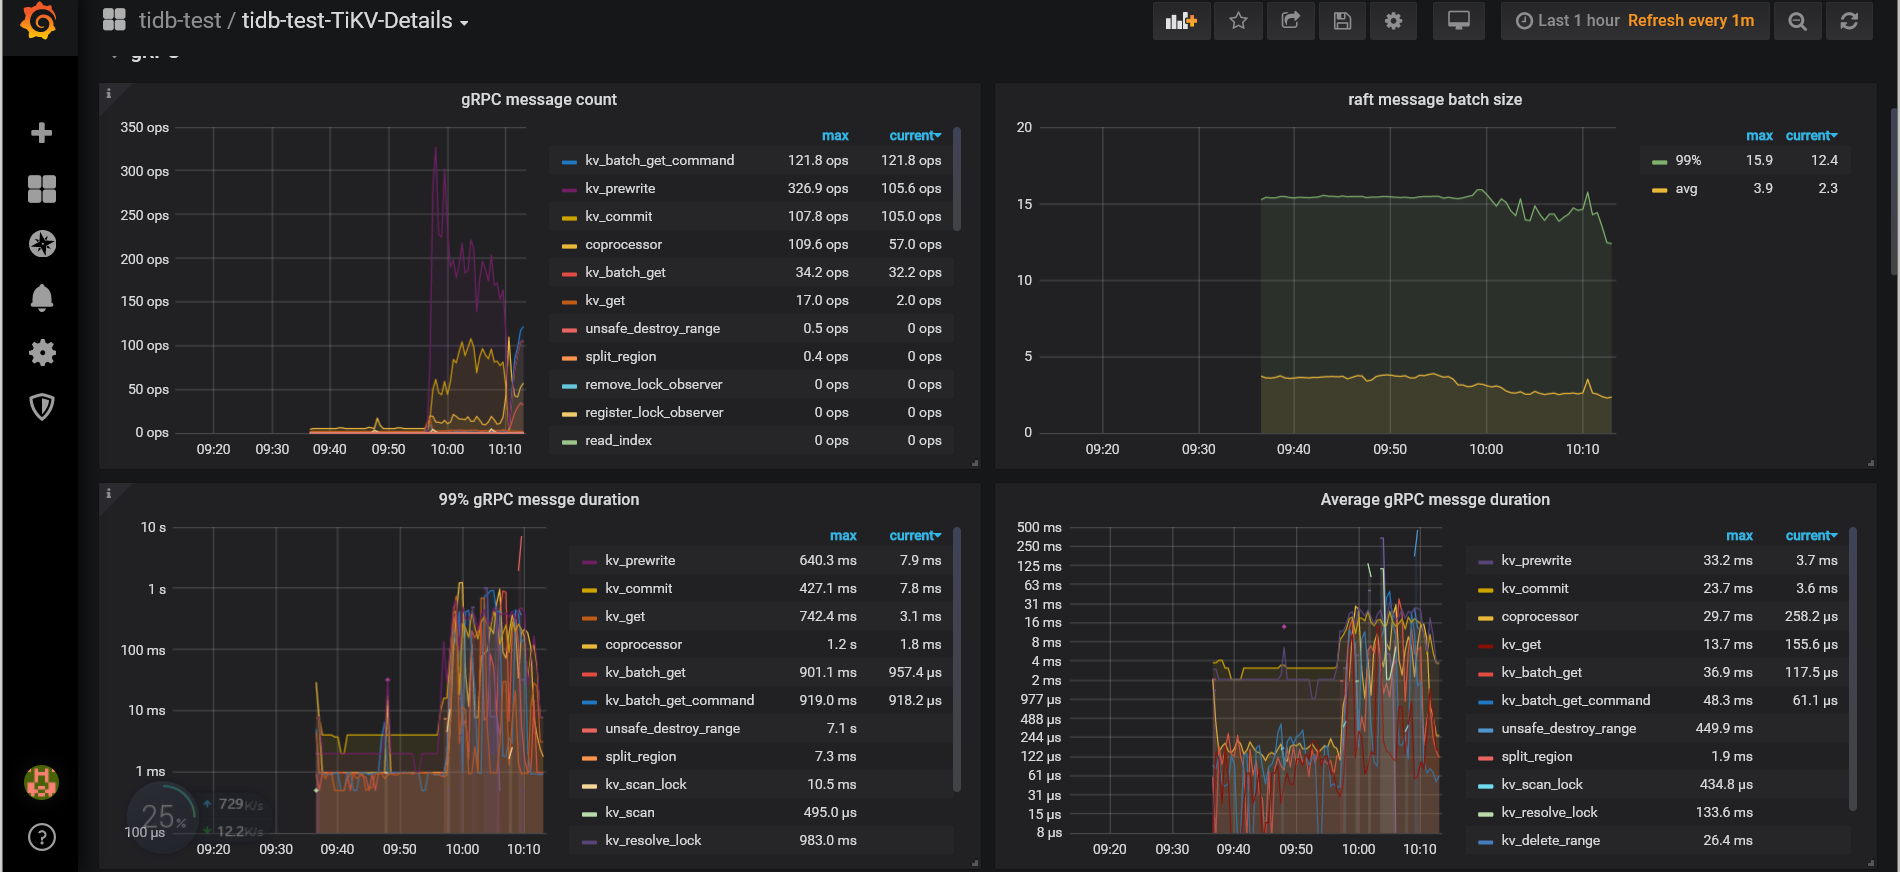 tidb-test / tidb-test-TiKV-Details
Last 1 hour Refresh every 1m
gRPC
gRPC message count
350 ops
300 ops
250 ops
200 ops
150 ops
100 ops
50 ops
0 ops
09:20 09:30 09:40 09:50 10:00 10:10
max current
kv_batch_get_command 121.8 ops 121.8 ops
kv_prewrite 326.9 ops 105.6 ops
kv_commit 107.8 ops 105.0 ops
coprocessor 109.6 ops 57.0 ops
kv_batch_get 34.2 ops 32.2 ops
kv_get 17.0 ops 2.0 ops
unsafe_destroy_range 0.5 ops 0 ops
split_region 0.4 ops 0 ops
remove_lock_observer 0 ops 0 ops
register_lock_observer 0 ops 0 ops
read_index 0 ops 0 ops
raft message batch size
20
15
10
5
0
09:20 09:30 09:40 09:50 10:00 10:10
max current
99% 15.9 12.4
avg 3.9 2.3
99% gRPC messge duration
10 s
1 s
100 ms
10 ms
1 ms
100 µs
09:20 09:30 09:40 09:50 10:00 10:10
max current
kv_prewrite 640.3 ms 7.9 ms
kv_commit 427.1 ms 7.8 ms
kv_get 742.4 ms 3.1 ms
coprocessor 1.2 s 1.8 ms
kv_batch_get 901.1 ms 957.4 µs
kv_batch_get_command 919.0 ms 918.2 µs
unsafe_destroy_range 7.1 s
split_region 7.3 ms
kv_scan_lock 10.5 ms
kv_scan 495.0 µs
kv_resolve_lock 983.0 ms
25%
729K/s
12.2K/s
Average gRPC messge duration
500 ms
250 ms
125 ms
63 ms
31 ms
16 ms
8 ms
4 ms
2 ms
977 µs
488 µs
244 µs
122 µs
61 µs
31 µs
15 µs
8 µs
09:20 09:30 09:40 09:50 10:00 10:10
max current
kv_prewrite 33.2 ms 3.7 ms
kv_commit 23.7 ms 3.6 ms
coprocessor 29.7 ms 258.2 µs
kv_get 13.7 ms 155.6 µs
kv_batch_get 36.9 ms 117.5 µs
kv_batch_get_command 48.3 ms 61.1 µs
unsafe_destroy_range 449.9 ms
split_region 1.9 ms
kv_scan_lock 434.8 µs
kv_resolve_lock 133.6 ms
kv_delete_range 26.4 ms